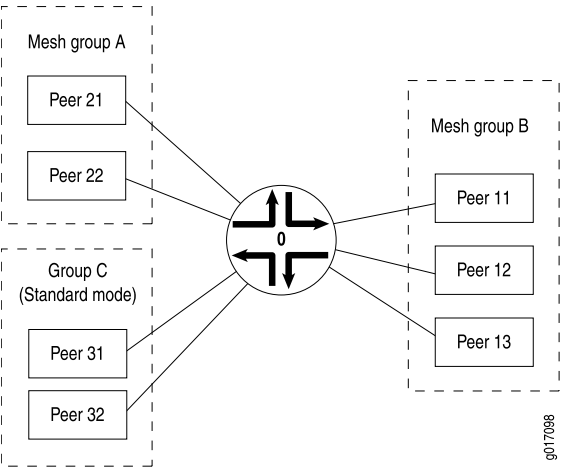 Mesh group A
Peer 21
Peer 22
Group C
(Standard mode)
Peer 31
Peer 32
0
Mesh group B
Peer 11
Peer 12
Peer 13
g017098